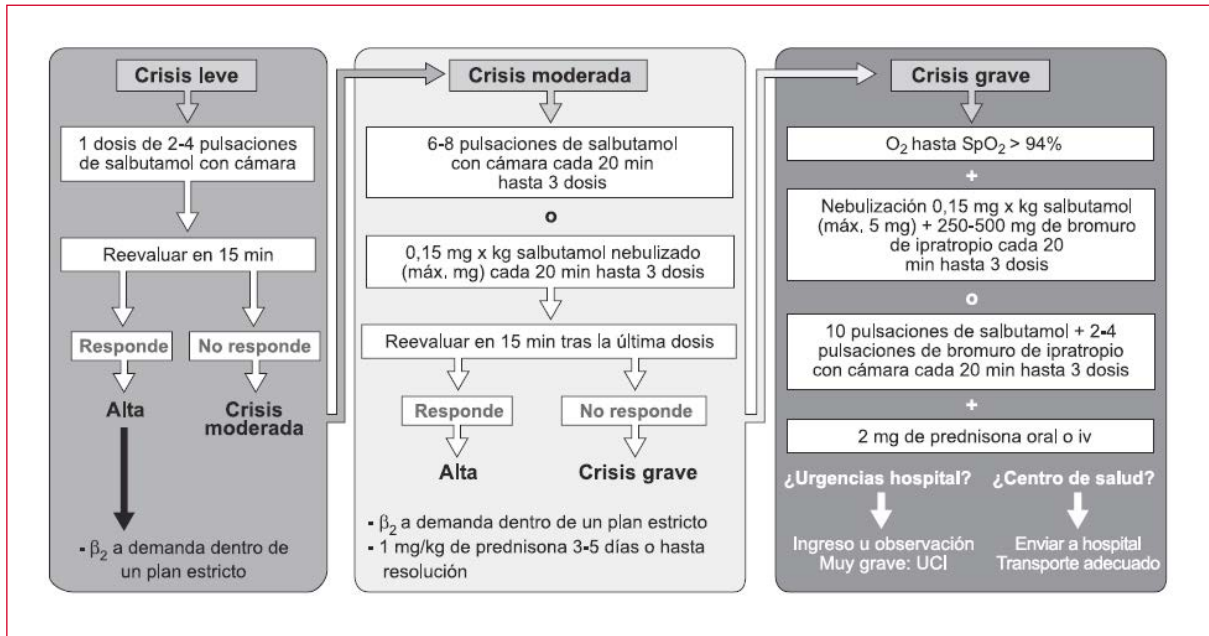 Crisis leve
1 dosis de 2-4 pulsaciones
de salbutamol con cámara
Reevaluar en 15 min
Responde
No responde
Alta
Crisis
moderada
- β2 a demanda dentro de
un plan estricto
Crisis moderada
6-8 pulsaciones de salbutamol
con cámara cada 20 min
hasta 3 dosis
o
0,15 mg x kg salbutamol nebulizado
(máx. mg) cada 20 min hasta 3 dosis
Reevaluar en 15 min tras la última dosis
Responde
No responde
Alta
Crisis grave
- β2 a demanda dentro de un plan estricto
- 1 mg/kg de prednisona 3-5 días o hasta
resolución
Crisis grave
O2 hasta SpO2 > 94%
+
Nebulización 0,15 mg x kg salbutamol
(máx. 5 mg) + 250-500 mg de bromuro
de ipratropio cada 20
min hasta 3 dosis
o
10 pulsaciones de salbutamol + 2-4
pulsaciones de bromuro de ipratropio
con cámara cada 20 min hasta 3 dosis
+
2 mg de prednisona oral o iv
¿Urgencias hospital?
Ingreso u observación
Muy grave: UCI
¿Centro de salud?
Enviar a hospital
Transporte adecuado